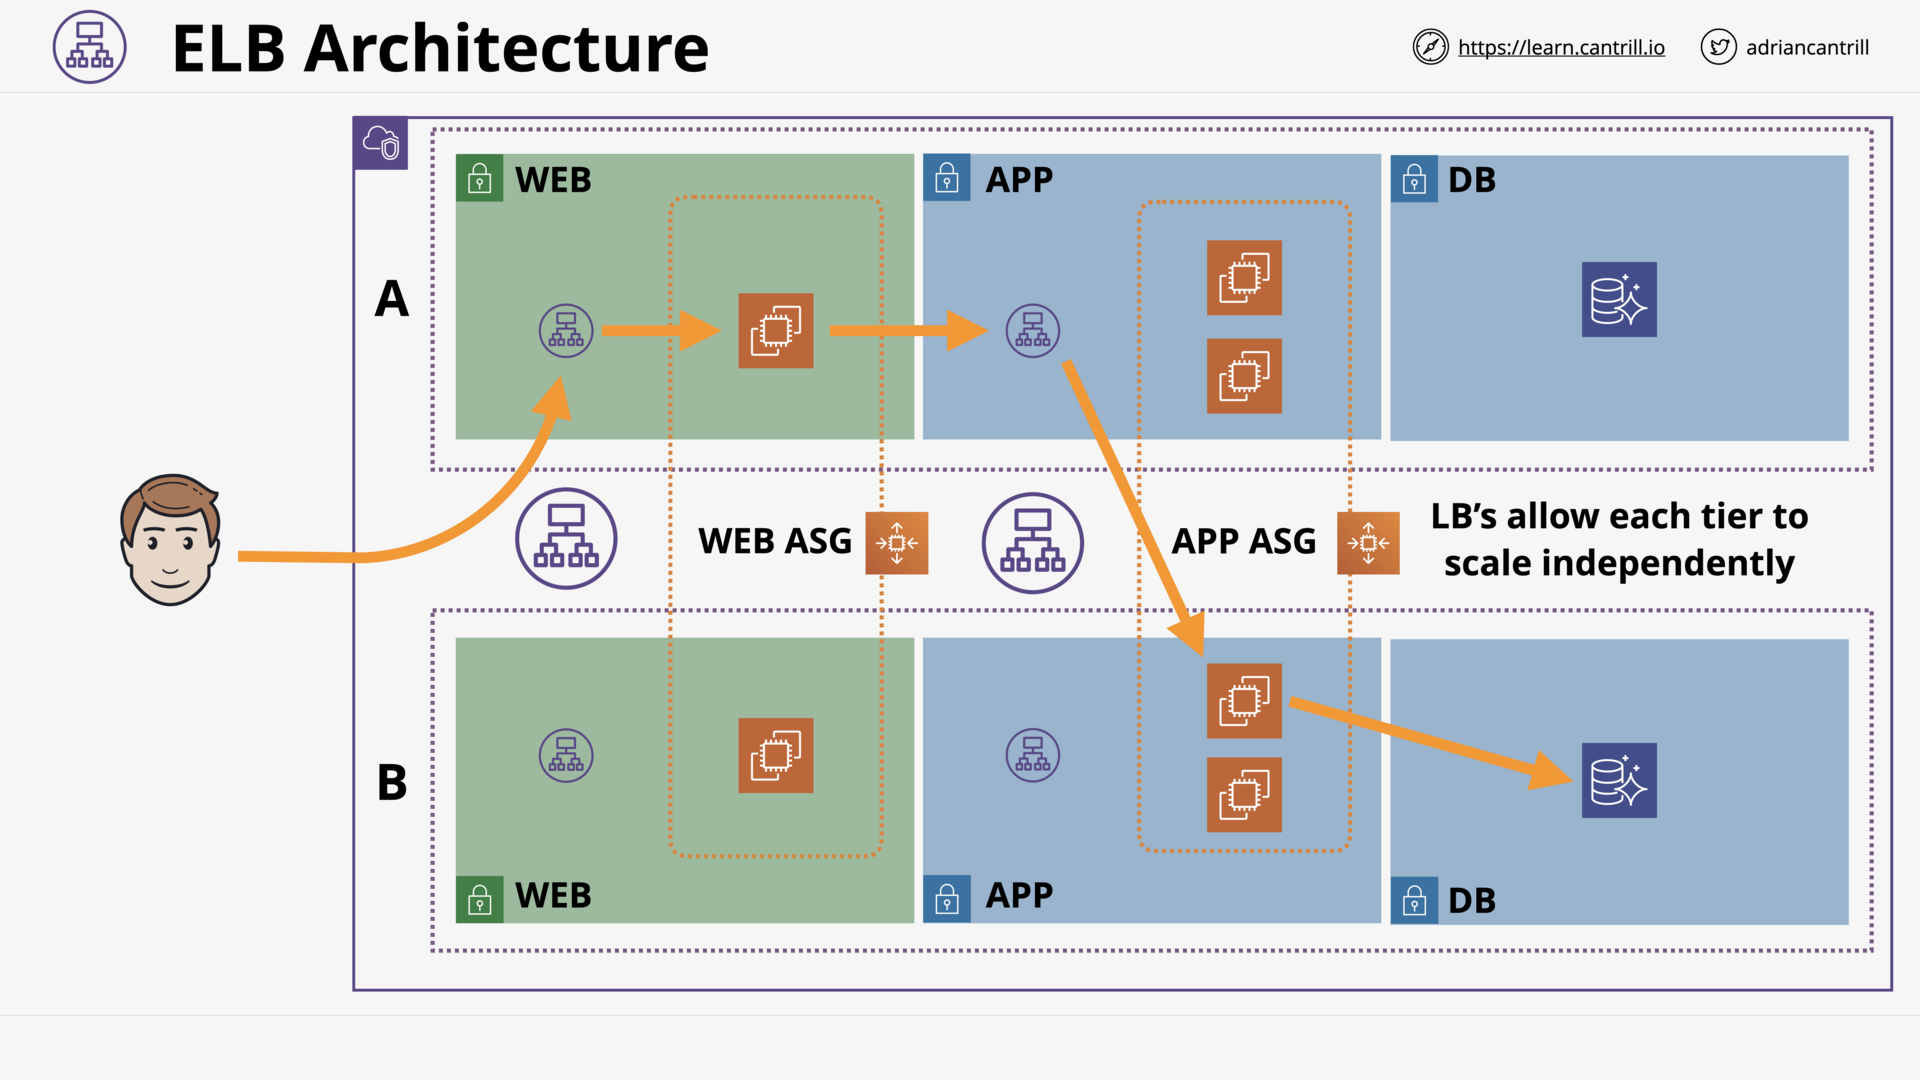 ELB Architecture
https://learn.cantrill.io
adriancantrill
WEB
APP
DB
A
WEB ASG
APP ASG
LB’s allow each tier to
scale independently
B
WEB
APP
DB